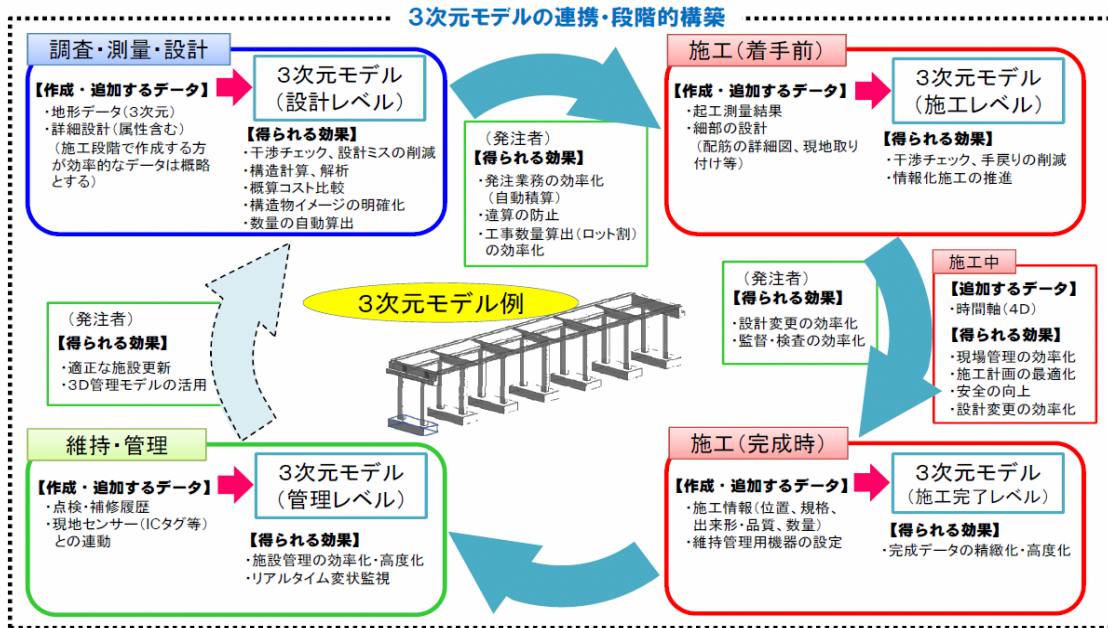 3次元モデルの連携・段階的構築
調査・測量・設計
【作成・追加するデータ】
・地形データ(3次元)
・詳細設計(属性含む)
(施工段階で作成する方
が効率的なデータは概略
とする)
3次元モデル
(設計レベル)
【得られる効果】
・干渉チェック、設計ミスの削減
・構造計算、解析
・概算コスト比較
・構造物イメージの明確化
・数量の自動算出
(発注者)
【得られる効果】
・発注業務の効率化
(自動積算)
・違算の防止
・工事数量算出(ロット割)
の効率化
施工(着手前)
【作成・追加するデータ】
・起工測量結果
・細部の設計
(配筋の詳細図、現地取り
付け等)
3次元モデル
(施工レベル)
【得られる効果】
・干渉チェック、手戻りの削減
・情報化施工の推進
(発注者)
【得られる効果】
・設計変更の効率化
・監督・検査の効率化
施工中
【追加するデータ】
・時間軸(4D)
【得られる効果】
・現場管理の効率化
・施工計画の最適化
・安全の向上
・設計変更の効率化
3次元モデル例
(発注者)
【得られる効果】
・適正な施設更新
・3D管理モデルの活用
維持・管理
【作成・追加するデータ】
・点検・補修履歴
・現地センサー(ICタグ等)
との連動
3次元モデル
(管理レベル)
【得られる効果】
・施設管理の効率化・高度化
・リアルタイム変状監視
施工(完成時)
【作成・追加するデータ】
・施工情報(位置、規格、
出来形・品質、数量)
・維持管理用機器の設定
3次元モデル
(施工完了レベル)
【得られる効果】
・完成データの精緻化・高度化